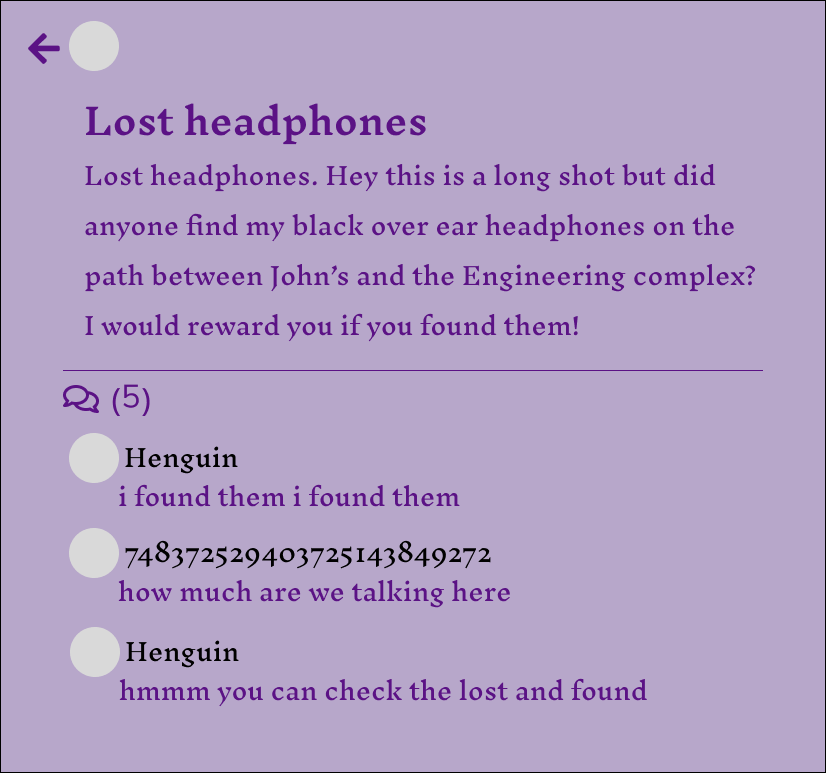 Lost headphones
Lost headphones. Hey this is a long shot but did
anyone find my black over ear headphones on the
path between John’s and the Engineering complex?
I would reward you if you found them!
(5)
Henguin
i found them i found them
748372529403725143849272
how much are we talking here
Henguin
hmmm you can check the lost and found